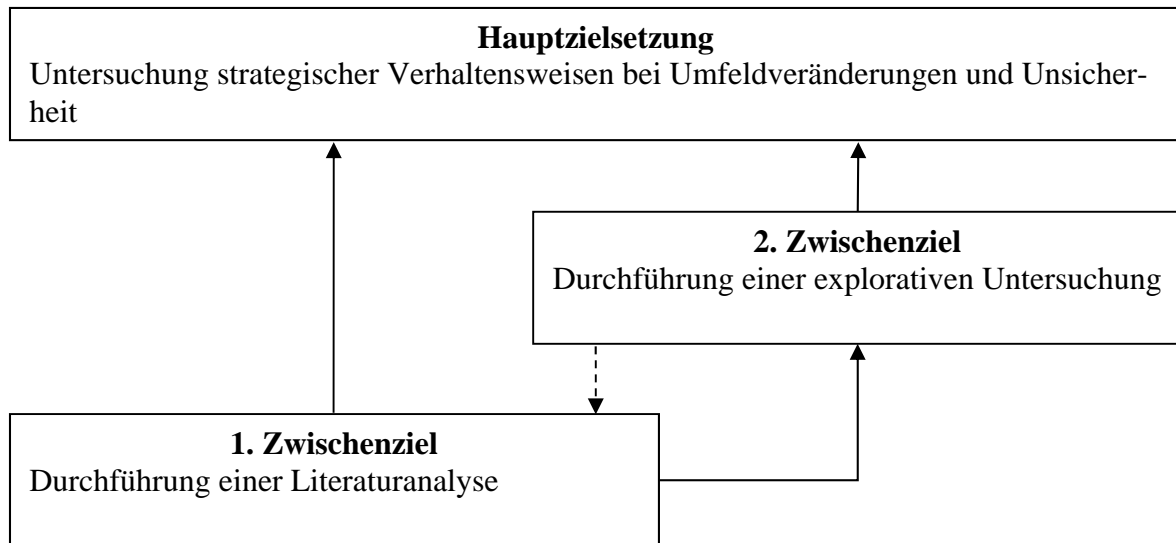 Hauptzielsetzung
Untersuchung strategischer Verhaltensweisen bei Umfeldveränderungen und Unsicher-
heit
2. Zwischenziel
Durchführung einer explorativen Untersuchung
1. Zwischenziel
Durchführung einer Literaturanalyse